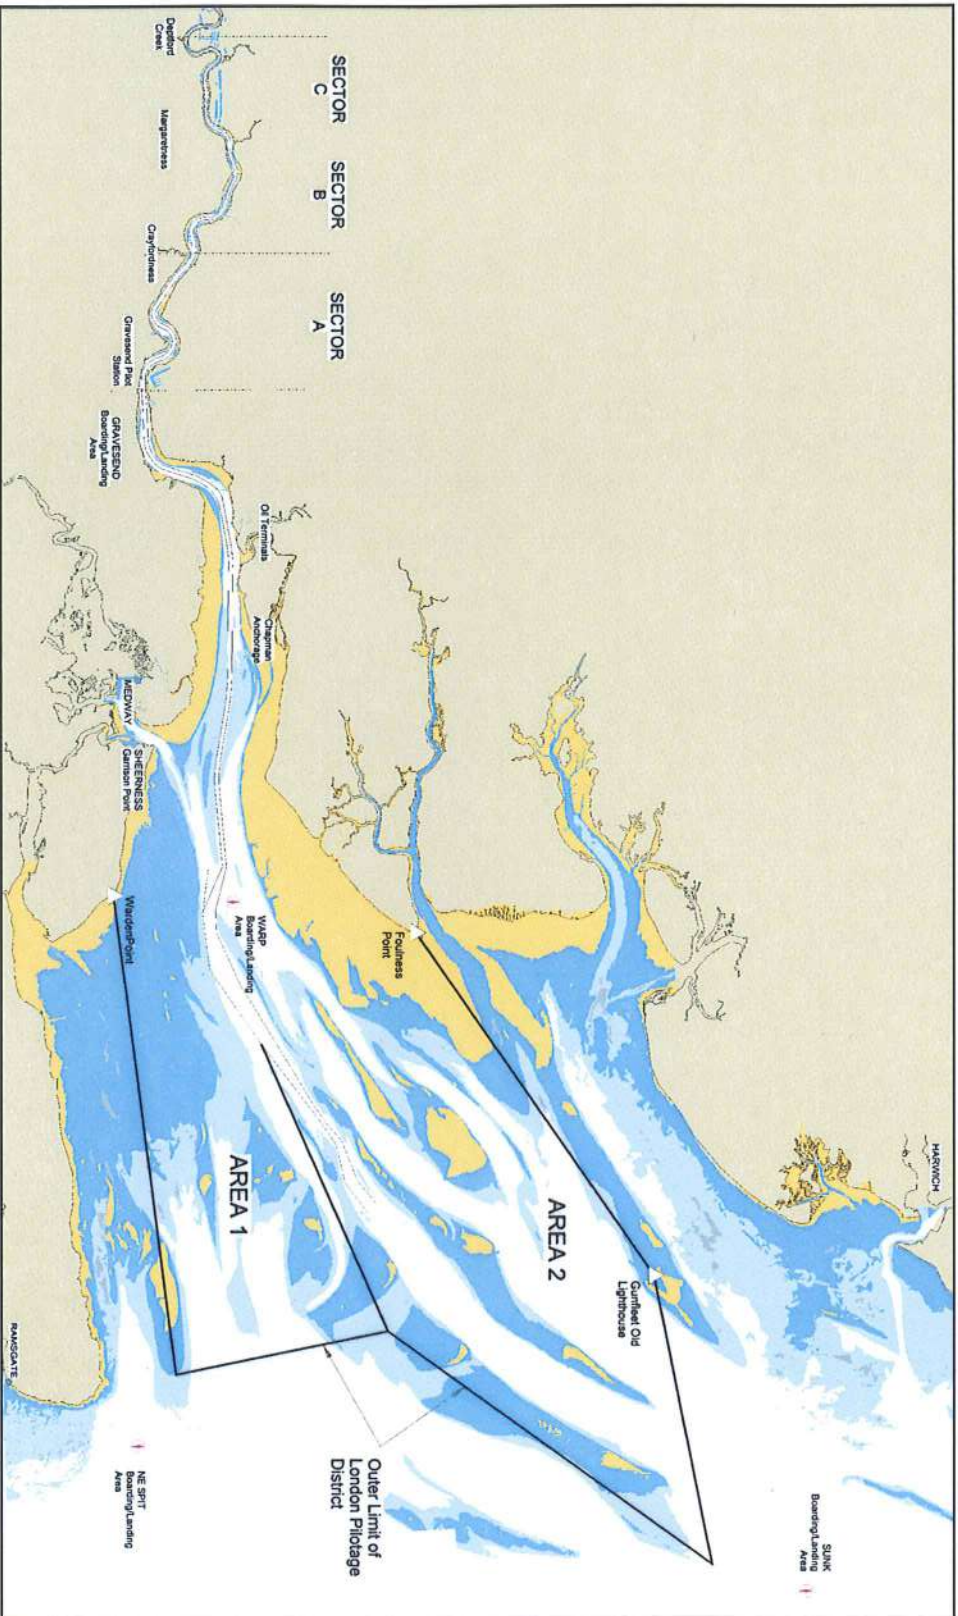 SECTOR
C
SECTOR
B
SECTOR
A
Deptford
Creek
Margaretness
Crayfordness
Gravesend Pilot
Station
GRAVESEND
Boarding/Landing
Area
Oil Terminals
Chapman
Anchorage
MEDWAY
SHEERNESS
Garrison Point
WardenPoint
WARP
Boarding/Landing
Area
Foulness
Point
AREA 1
AREA 2
Gunfleet Old
Lighthouse
HARWICH
RAMSGATE
Outer Limit of
London Pilotage
District
NE SPIT
Boarding/Landing
Area
SUNK
Boarding/Landing
Area